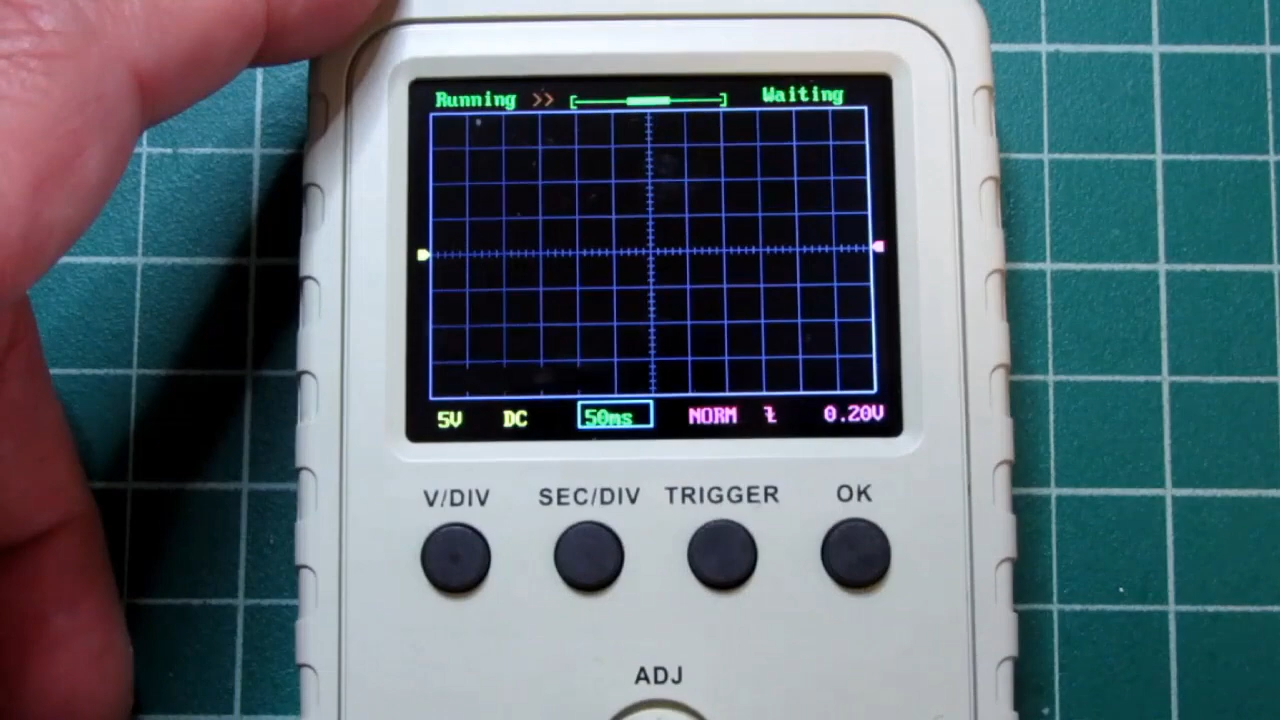 Running >> Waiting
5V DC 50ms NORM 0.20V
V/DIV SEC/DIV TRIGGER OK
ADJ